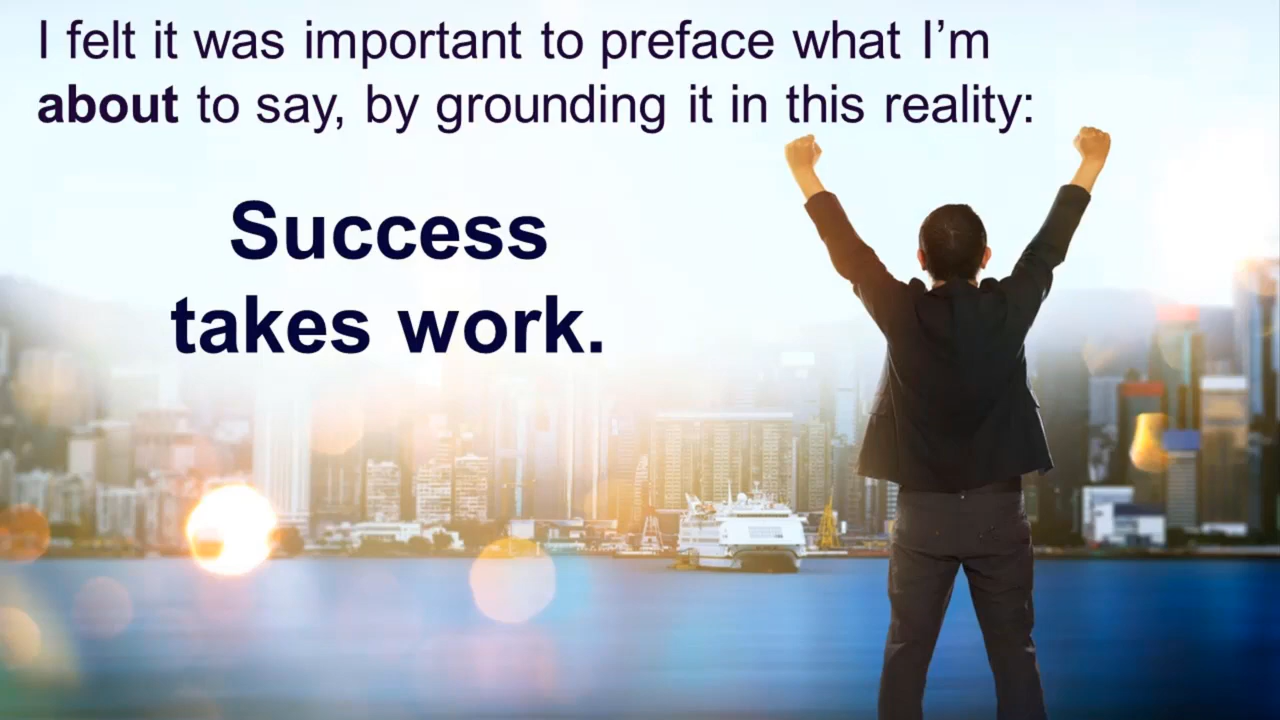 I felt it was important to preface what I’m
about to say, by grounding it in this reality:
Success
takes work.